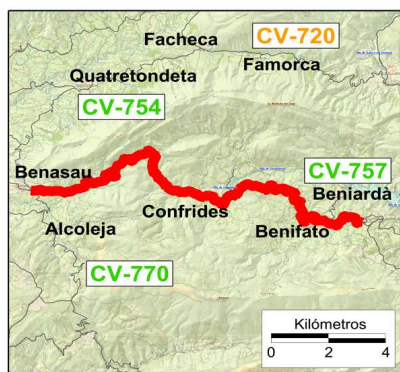 Facheca
CV-720
Quatretondeta
Famorca
CV-754
CV-757
Benasau
Beniardà
Confrides
Alcoleja
Benifato
CV-770
Kilómetros
0 2 4